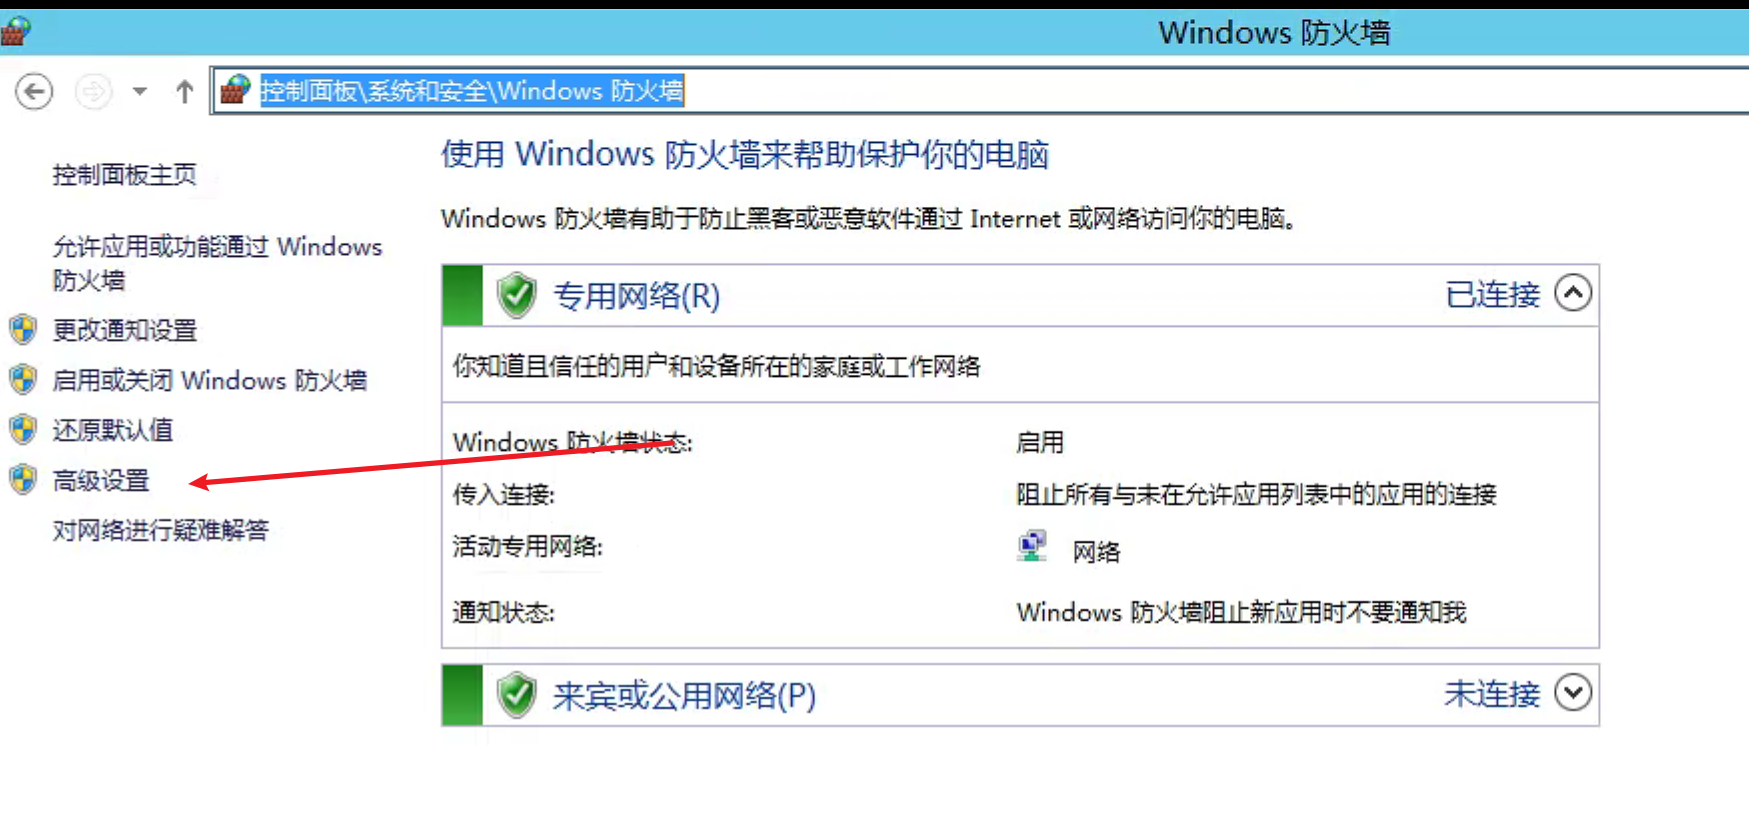 Windows 防火墙
控制面板\系统和安全\Windows 防火墙
控制面板主页
允许应用或功能通过 Windows
防火墙
更改通知设置
启用或关闭 Windows 防火墙
还原默认值
高级设置
对网络进行疑难解答
使用 Windows 防火墙来帮助保护你的电脑
Windows 防火墙有助于防止黑客或恶意软件通过 Internet 或网络访问你的电脑。
专用网络(R) 已连接
你知道且信任的用户和设备所在的家庭或工作网络
Windows 防火墙状态: 启用
传入连接: 阻止所有与未在允许应用列表中的应用的连接
活动专用网络: 网络
通知状态: Windows 防火墙阻止新应用时不要通知我
来宾或公用网络(P) 未连接